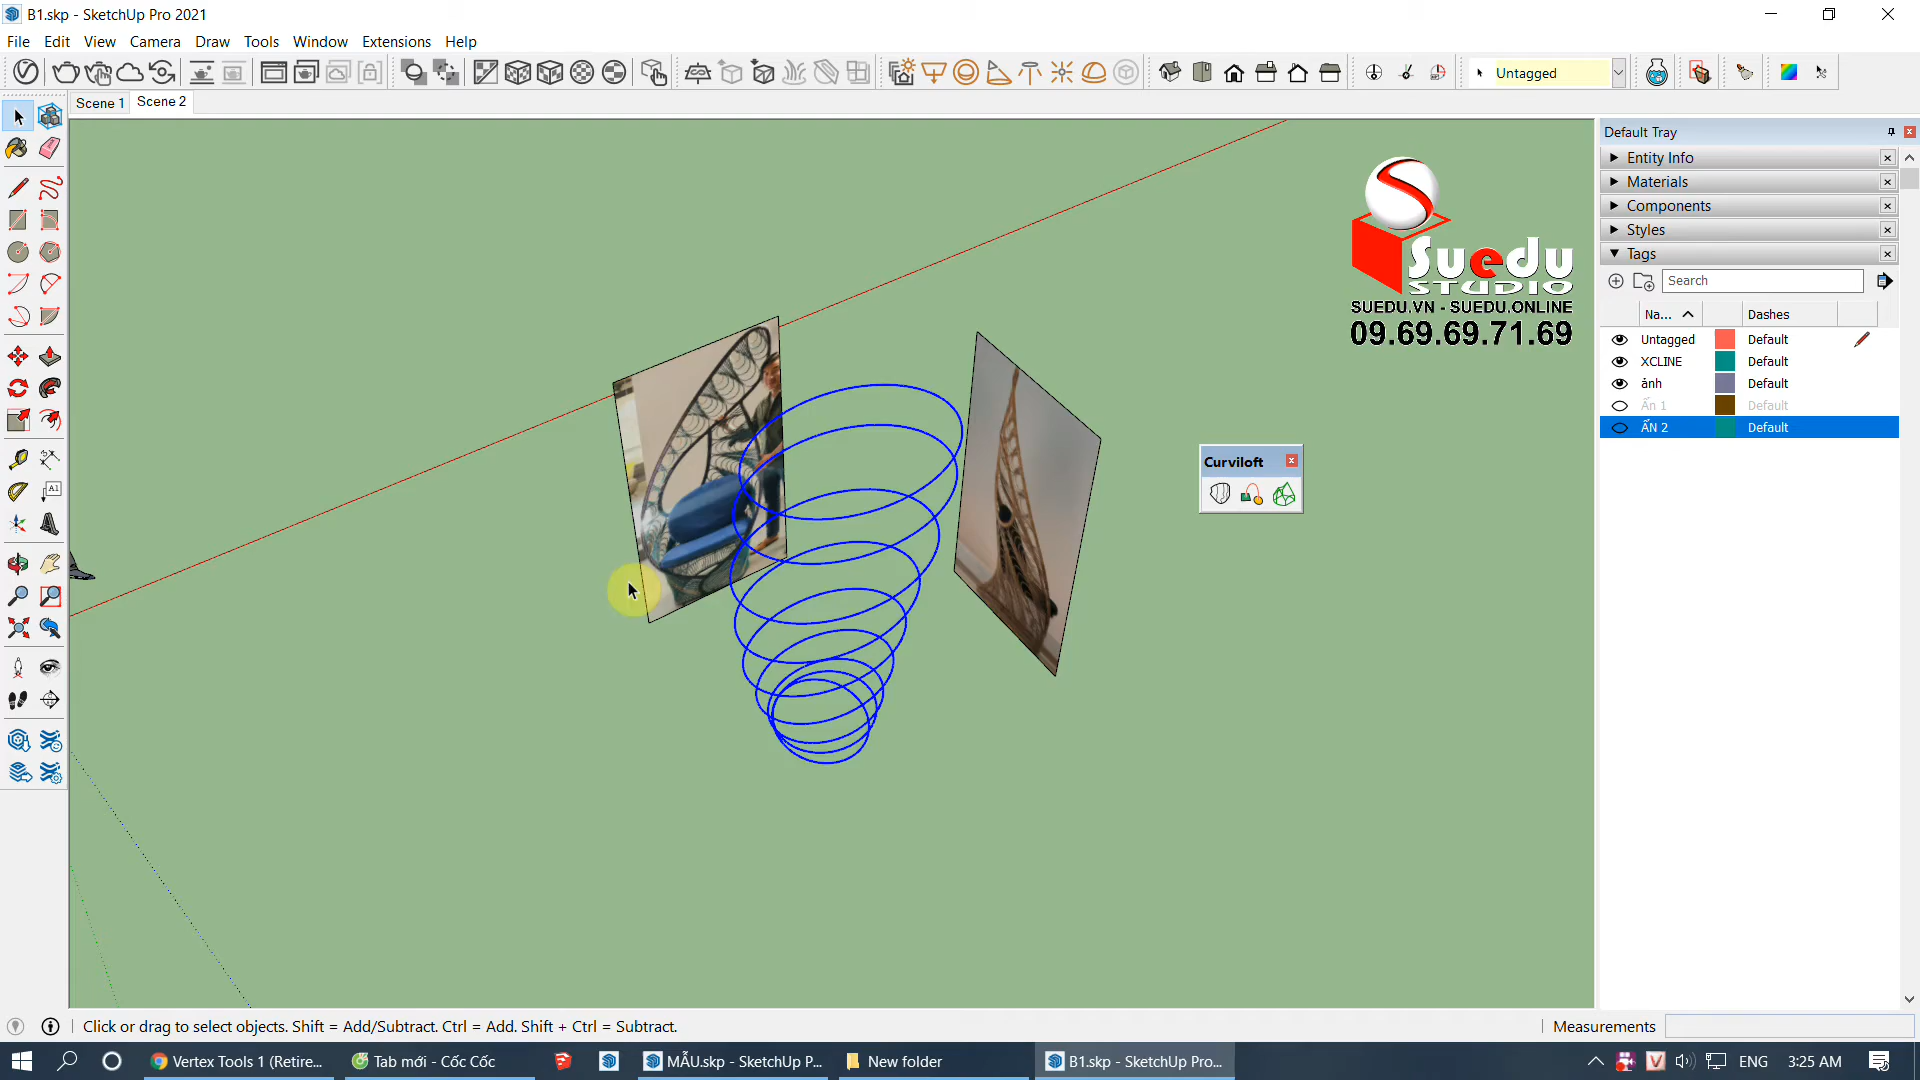 B1.skp - SketchUp Pro 2021
File Edit View Camera Draw Tools Window Extensions Help
Untagged
Scene 1 Scene 2
Default Tray
Entity Info
Materials
Components
Styles
Tags
Search
Na... Dashes
Untagged Default
XCLINE Default
ảnh Default
Ẩn 1 Default
ẨN 2 Default
Suedu
STUDIO
SUEDU.VN - SUEDU.ONLINE
09.69.69.71.69
Curviloft
A1
Click or drag to select objects. Shift = Add/Subtract. Ctrl = Add. Shift + Ctrl = Subtract.
Measurements
Vertex Tools 1 (Retire...
Tab mới - Cốc Cốc
MẪU.skp - SketchUp P...
New folder
B1.skp - SketchUp Pro...
ENG
3:25 AM